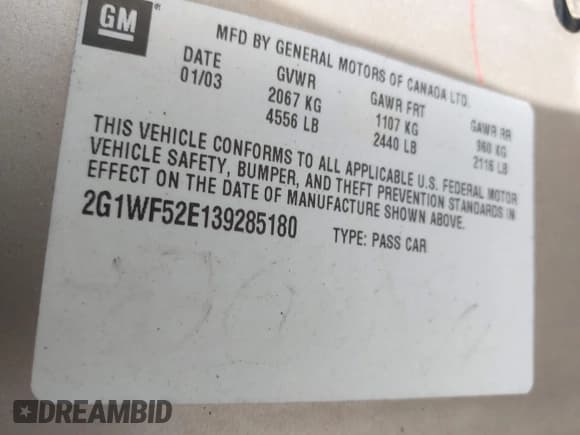 GM
MFD BY GENERAL MOTORS OF CANADA LTD.
DATE GVWR GAWR FRT GAWR RR
01/03 2067 KG 1107 KG 960 KG
4556 LB 2440 LB 2116 LB
THIS VEHICLE CONFORMS TO ALL APPLICABLE U.S. FEDERAL MOTOR
VEHICLE SAFETY, BUMPER, AND THEFT PREVENTION STANDARDS IN
EFFECT ON THE DATE OF MANUFACTURE SHOWN ABOVE.
2G1WF52E139285180 TYPE: PASS CAR
DREAMBID